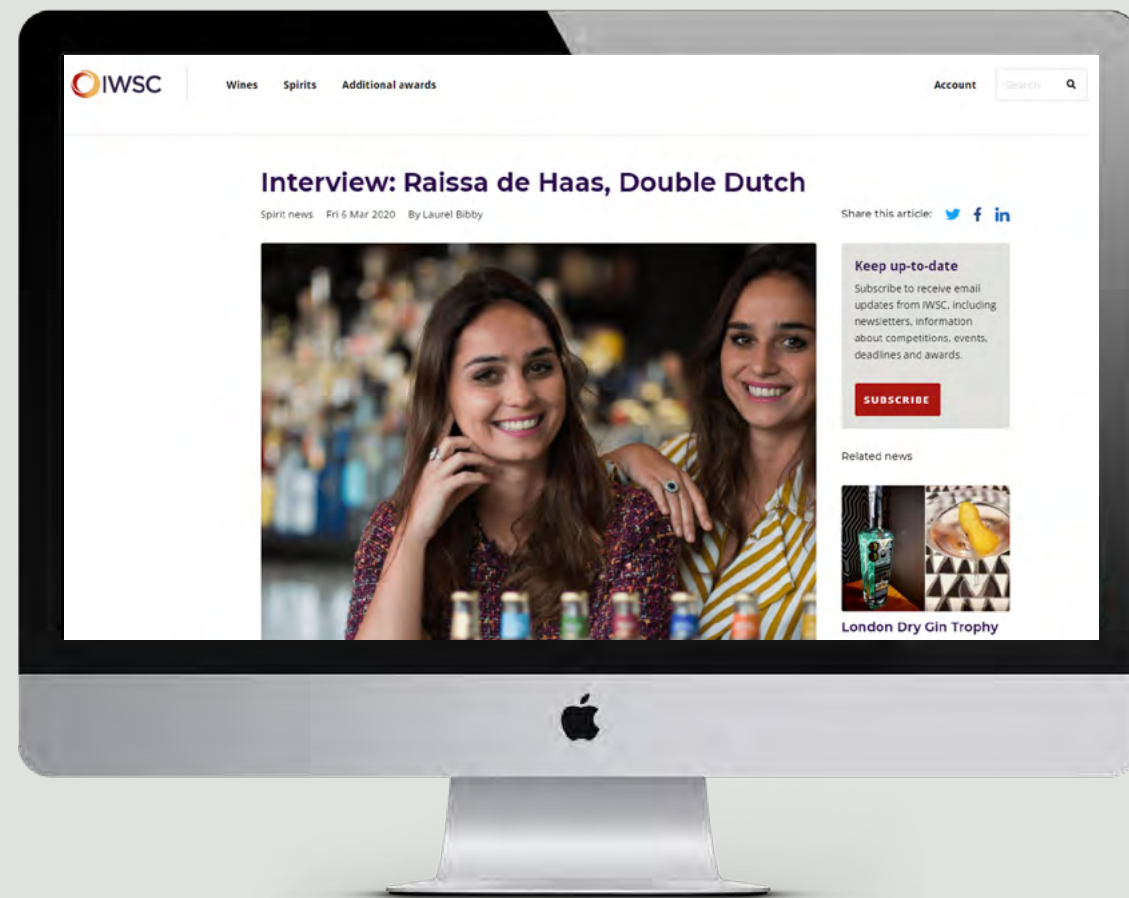 IWSC
Wines Spirits Additional awards
Account Search
Interview: Raissa de Haas, Double Dutch
Spirit news Fri 6 Mar 2020 By Laurel Bibby
Share this article:
Keep up-to-date
Subscribe to receive email
updates from IWSC, including
newsletters, information
about competitions, events,
deadlines and awards.
SUBSCRIBE
Related news
London Dry Gin Trophy